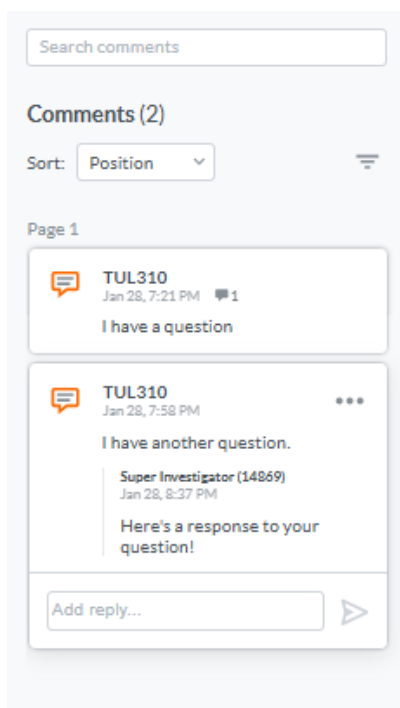 Search comments
Comments (2)
Sort: Position
Page 1
TUL310
Jan 28, 7:21 PM 1
I have a question
TUL310
Jan 28, 7:58 PM
I have another question.
Super Investigator (14869)
Jan 28, 8:37 PM
Here's a response to your
question!
Add reply...